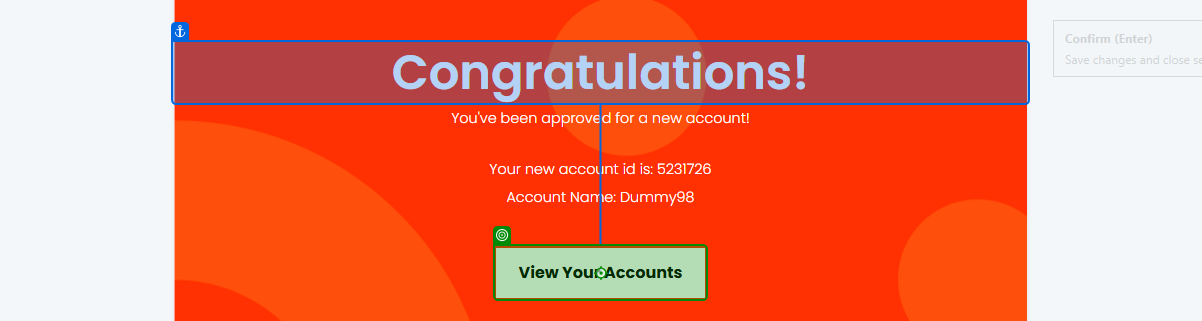 Confirm (Enter)
Save changes and close se
Congratulations!
You've been approved for a new account!
Your new account id is: 5231726
Account Name: Dummy98
View Your Accounts